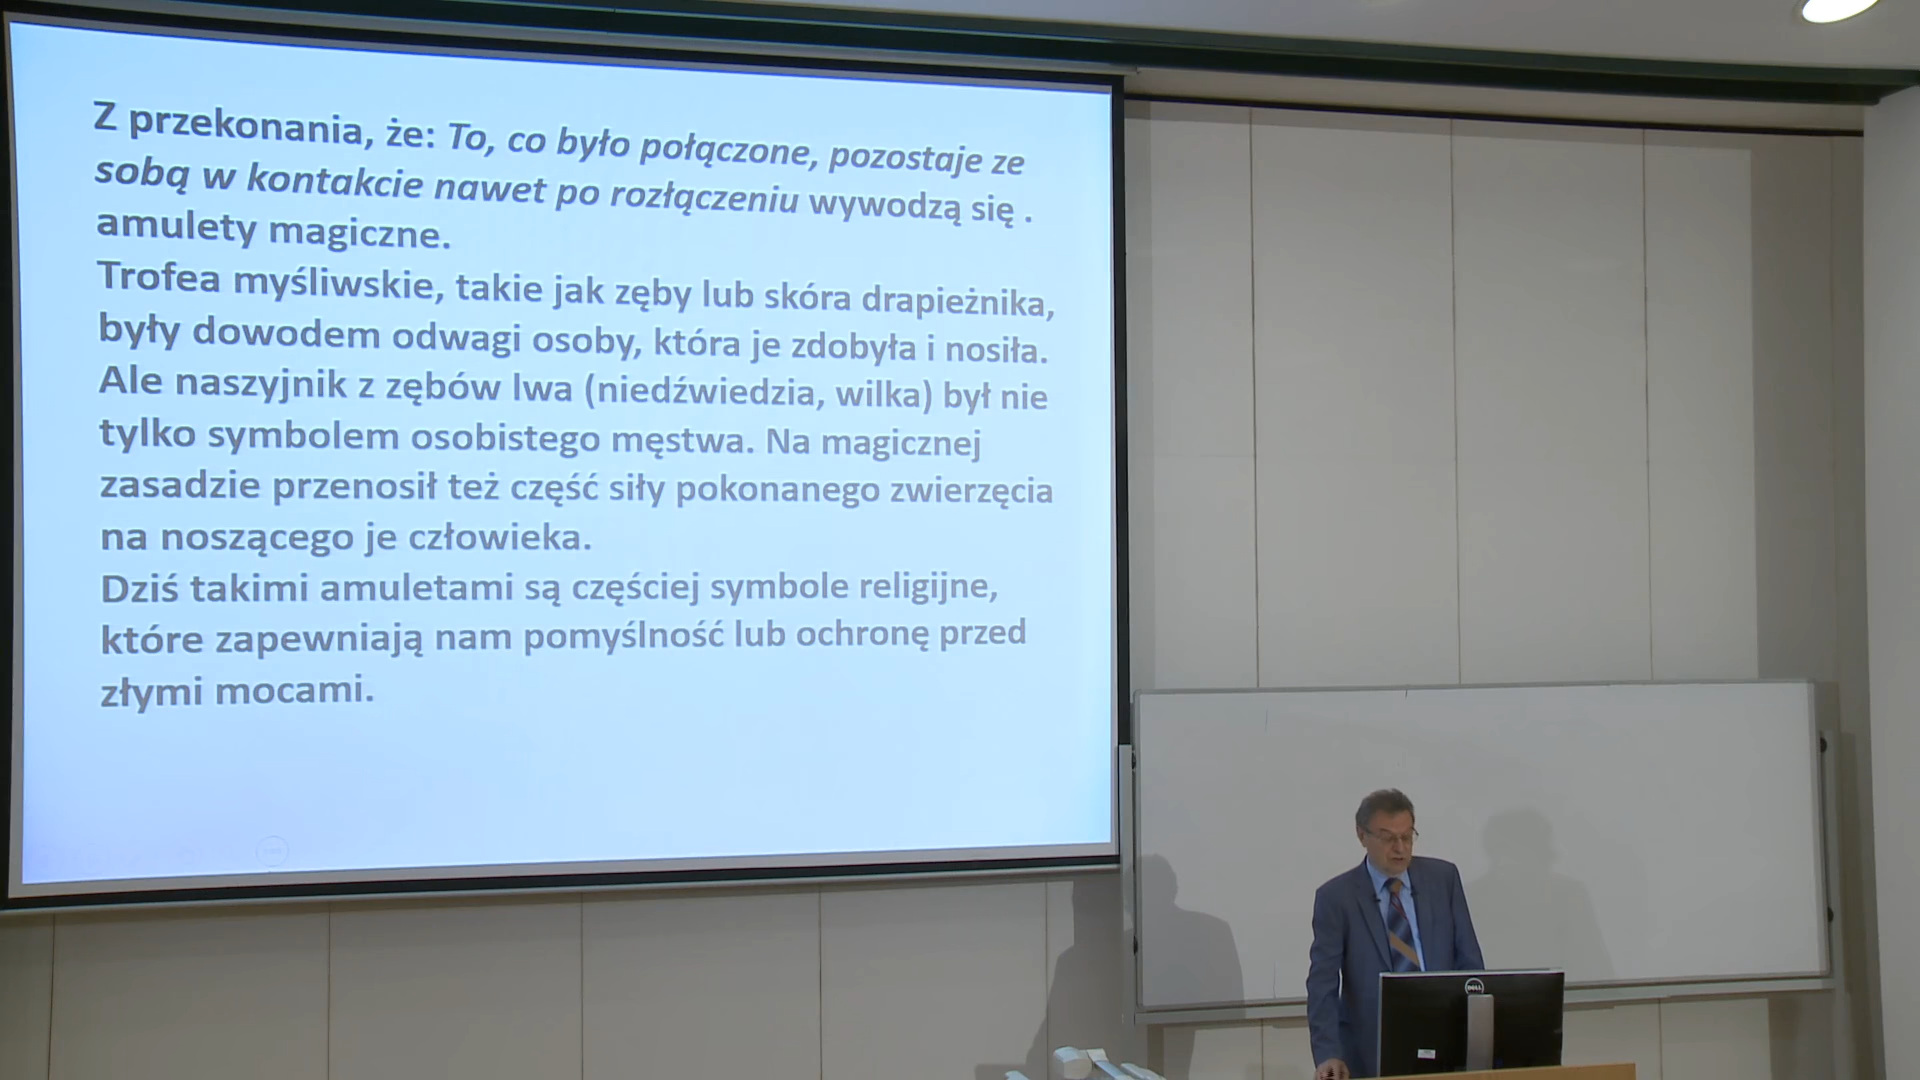 Z przekonania, że: To, co było połączone, pozostaje ze
sobą w kontakcie nawet po rozłączeniu wywodzą się .
amulety magiczne.
Trofea myśliwskie, takie jak zęby lub skóra drapieżnika,
były dowodem odwagi osoby, która je zdobyła i nosiła.
Ale naszyjnik z zębów lwa (niedźwiedzia, wilka) był nie
tylko symbolem osobistego męstwa. Na magicznej
zasadzie przenosił też część siły pokonanego zwierzęcia
na noszącego je człowieka.
Dziś takimi amuletami są częściej symbole religijne,
które zapewniają nam pomyślność lub ochronę przed
złymi mocami.
DELL